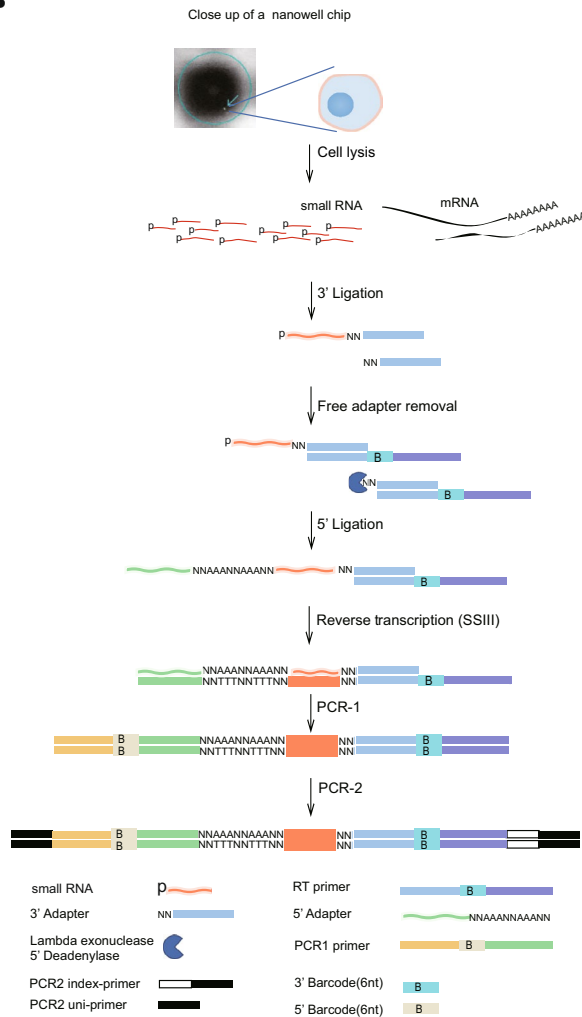 Close up of a nanowell chip
Cell lysis
small RNA
mRNA
AAAAAAAA
AAAAAAAA
p p p p p p p p p p p
3’ Ligation
p NN
NN
Free adapter removal
p NN
B
NN
B
5’ Ligation
NNAAANNAAANN NN
B
Reverse transcription (SSIII)
NNAAANNAAANN NN
NNTTTNNTTTNN NN B
PCR-1
B NNAAANNAAANN NN B
B NNTTTNNTTTNN NN B
PCR-2
B NNAAANNAAANN NN B
B NNTTTNNTTTNN NN B
small RNA p
3’ Adapter NN
Lambda exonuclease
5’ Deadenylase
PCR2 index-primer
PCR2 uni-primer
RT primer B
5’ Adapter NNAAANNAAANN
PCR1 primer B
3’ Barcode(6nt) B
5’ Barcode(6nt) B